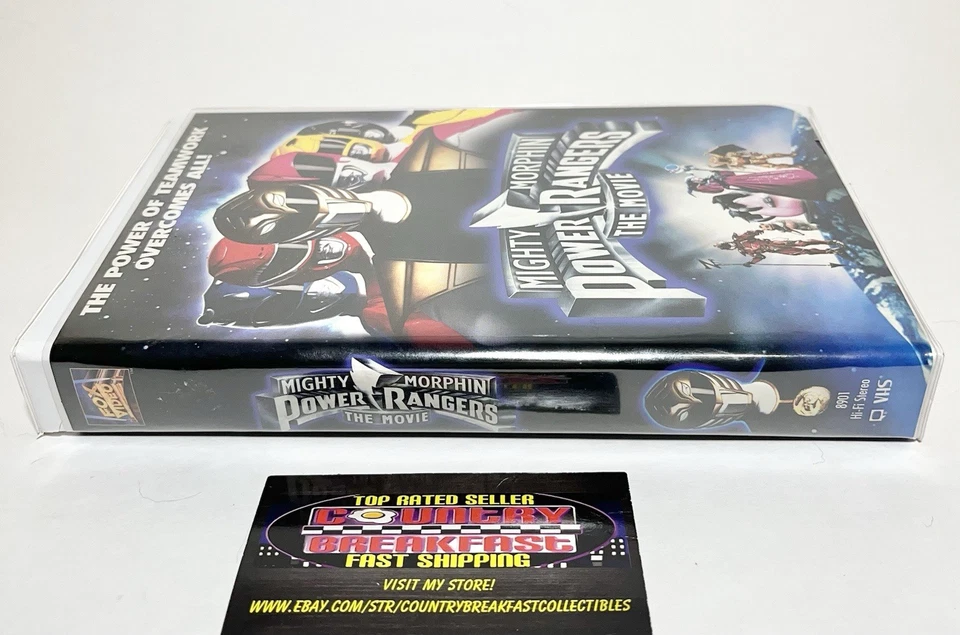 THE POWER OF TEAMWORK
OVERCOMES ALL!
MIGHTY MORPHIN
POWER RANGERS
THE MOVIE
FOX
VIDEO
MIGHTY MORPHIN
POWER RANGERS
THE MOVIE
8901
Hi-Fi Stereo
VHS
TOP RATED SELLER
COUNTRY
BREAKFAST
FAST SHIPPING
VISIT MY STORE!
WWW.EBAY.COM/STR/COUNTRYBREAKFASTCOLLECTIBLES